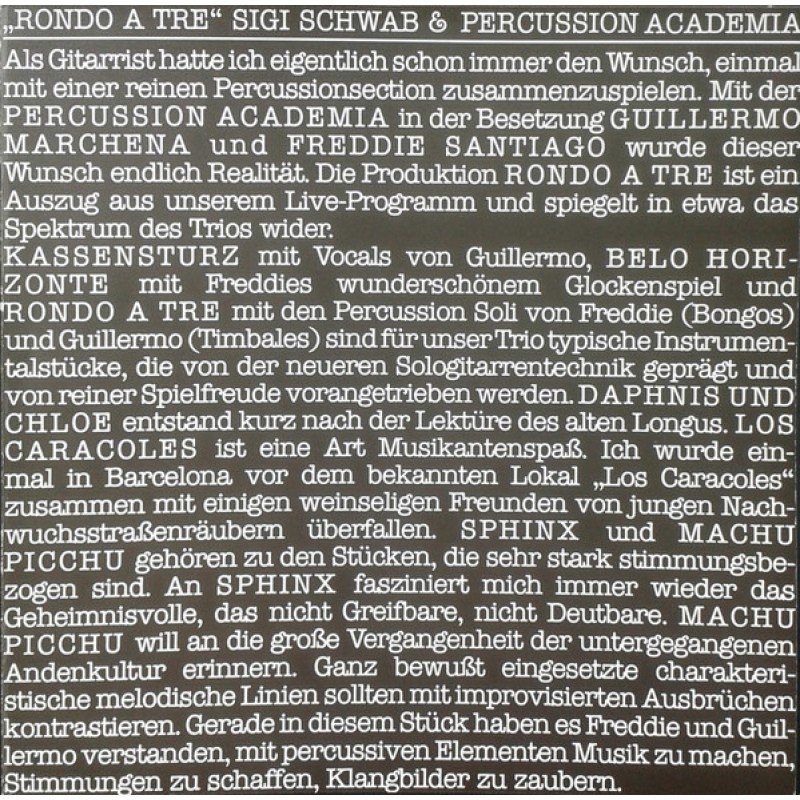 „RONDO A TRE“ SIGI SCHWAB & PERCUSSION ACADEMIA
Als Gitarrist hatte ich eigentlich schon immer den Wunsch, einmal
mit einer reinen Percussionsection zusammenzuspielen. Mit der
PERCUSSION ACADEMIA in der Besetzung GUILLERMO
MARCHENA und FREDDIE SANTIAGO wurde dieser
Wunsch endlich Realität. Die Produktion RONDO A TRE ist ein
Auszug aus unserem Live-Programm und spiegelt in etwa das
Spektrum des Trios wider.
KASSENSTURZ mit Vocals von Guillermo, BELO HORI-
ZONTE mit Freddies wunderschönem Glockenspiel und
RONDO A TRE mit den Percussion Soli von Freddie (Bongos)
und Guillermo (Timbales) sind für unser Trio typische Instrumen-
talstücke, die von der neueren Sologitarrentechnik geprägt und
von reiner Spielfreude vorangetrieben werden. DAPHNIS UND
CHLOE entstand kurz nach der Lektüre des alten Longus. LOS
CARACOLES ist eine Art Musikantenspaß. Ich wurde ein-
mal in Barcelona vor dem bekannten Lokal „Los Caracoles“
zusammen mit einigen weinseligen Freunden von jungen Nach-
wuchsstraßenräubern überfallen. SPHINX und MACHU
PICCHU gehören zu den Stücken, die sehr stark stimmungsbe-
zogen sind. An SPHINX fasziniert mich immer wieder das
Geheimnisvolle, das nicht Greifbare, nicht Deutbare. MACHU
PICCHU will an die große Vergangenheit der untergegangenen
Andenkultur erinnern. Ganz bewußt eingesetzte charakteri-
stische melodische Linien sollten mit improvisierten Ausbrüchen
kontrastieren. Gerade in diesem Stück haben es Freddie und Guil-
lermo verstanden, mit percussiven Elementen Musik zu machen,
Stimmungen zu schaffen, Klangbilder zu zaubern.